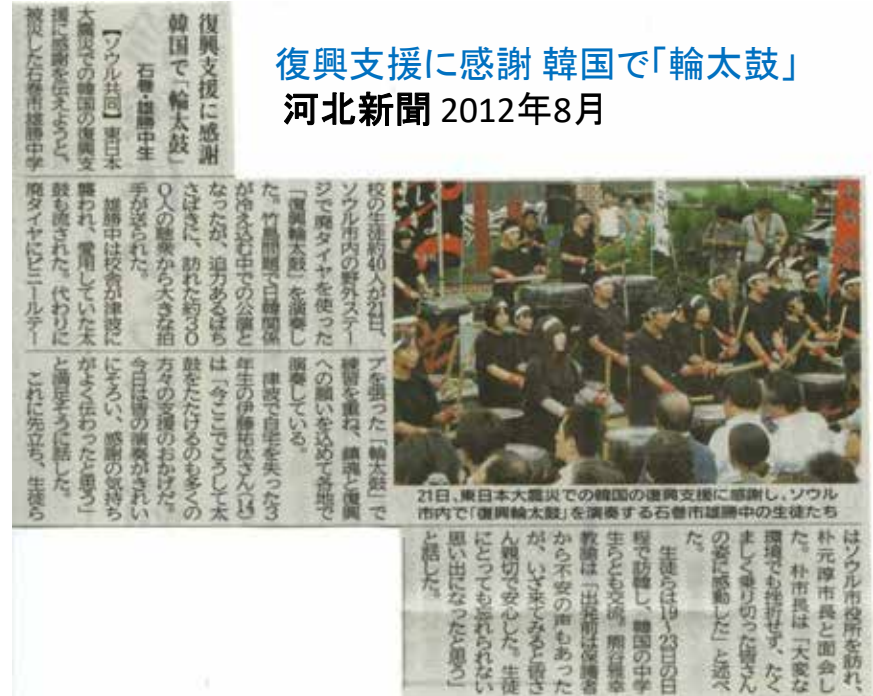 復興支援に感謝 韓国で「輪太鼓」
河北新聞 2012年8月
復興支援に感謝
韓国で「輪太鼓」
石巻・雄勝中生
【ソウル共同】東日本
大震災での韓国の復興支
援に感謝を伝えようと、
被災した石巻市雄勝中学
校の生徒約40人が21日、
ソウル市内の野外ステー
ジで廃タイヤを使った
「復興輪太鼓」を演奏し
た。竹島問題で日韓関係
が冷え込む中での公演と
なったが、迫力あるばち
さばきに、訪れた約30
0人の聴衆から大きな拍
手が送られた。
雄勝中は校舎が津波に
襲われ、愛用していた太
鼓も流された。代わりに
廃タイヤにビニールテー
プを張った「輪太鼓」で
練習を重ね、鎮魂と復興
への願いを込めて各地で
演奏している。
津波で自宅を失った3
年生の伊藤祐汰さん(14)
は「今ここでこうして太
鼓をたたけるのも多くの
方々の支援のおかげだ。
今日は皆の演奏がきれい
にそろい、感謝の気持ち
がよく伝わったと思う」
と満足そうに話した。
これに先立ち、生徒ら
はソウル市役所を訪れ、
朴元淳市長と面会し
た。朴市長は「大変な
環境でも挫折せず、たく
ましく乗り切った皆さん
の姿に感動した」と述べ
た。
生徒らは19~23日の日
程で訪韓し、韓国の中学
生らとも交流。熊谷雅幸
教諭は「出発前は保護者
から不安の声もあった
が、いざ来てみると皆さ
ん親切で安心した。生徒
にとっても忘れられない
思い出になったと思う」
と話した。
21日、東日本大震災での韓国の復興支援に感謝し、ソウル
市内で「復興輪太鼓」を演奏する石巻市雄勝中の生徒たち